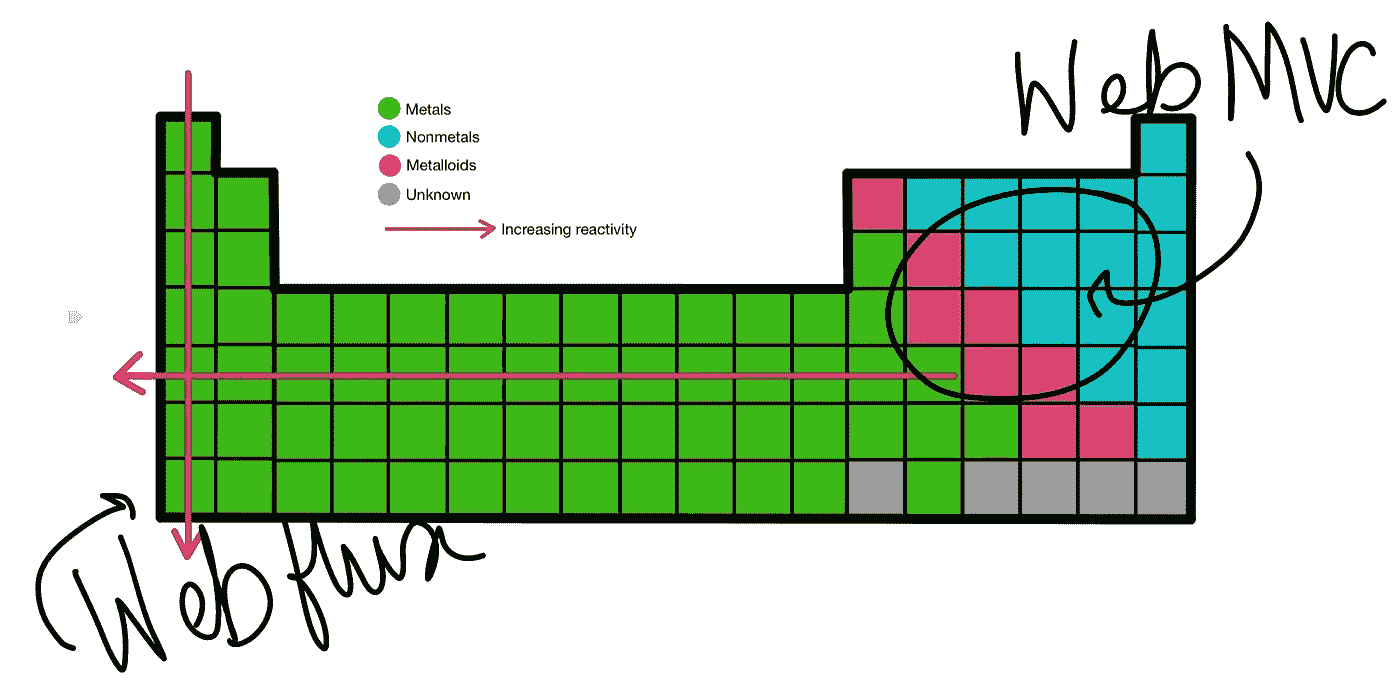 Web MVC
Metals
Nonmetals
Metalloids
Unknown
Increasing reactivity
Webflux